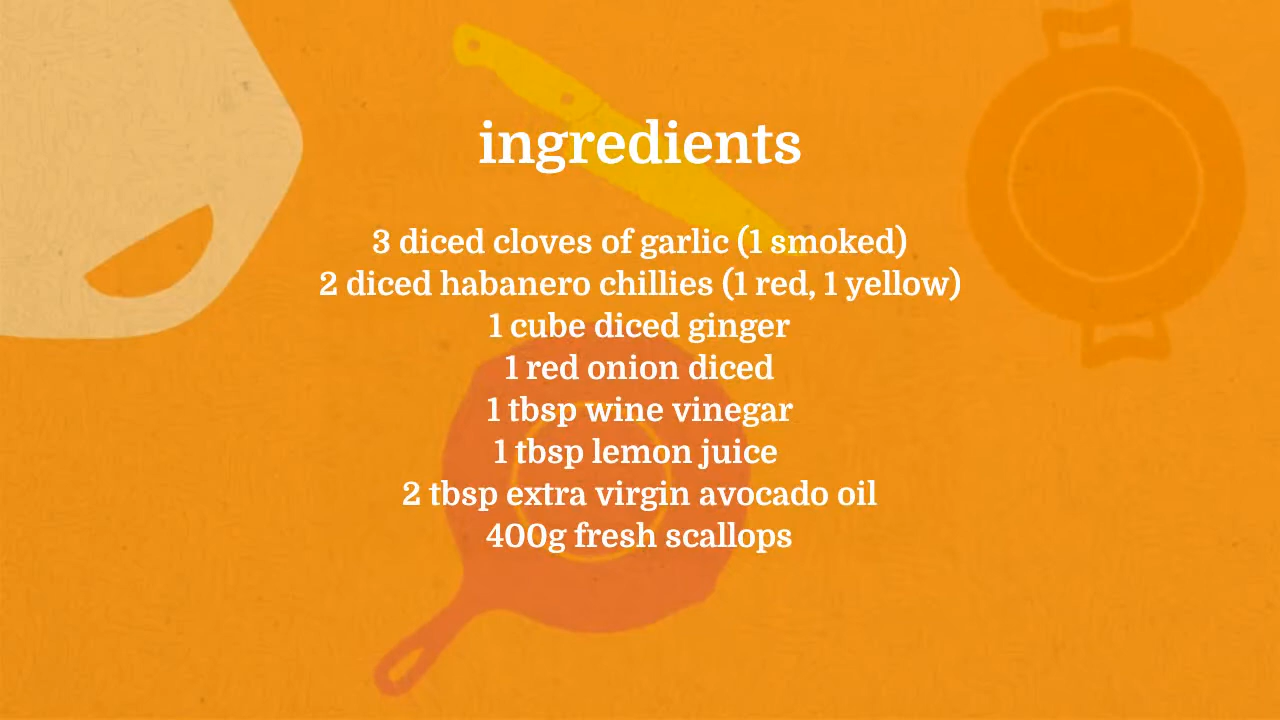 ingredients
3 diced cloves of garlic (1 smoked)
2 diced habanero chillies (1 red, 1 yellow)
1 cube diced ginger
1 red onion diced
1 tbsp wine vinegar
1 tbsp lemon juice
2 tbsp extra virgin avocado oil
400g fresh scallops